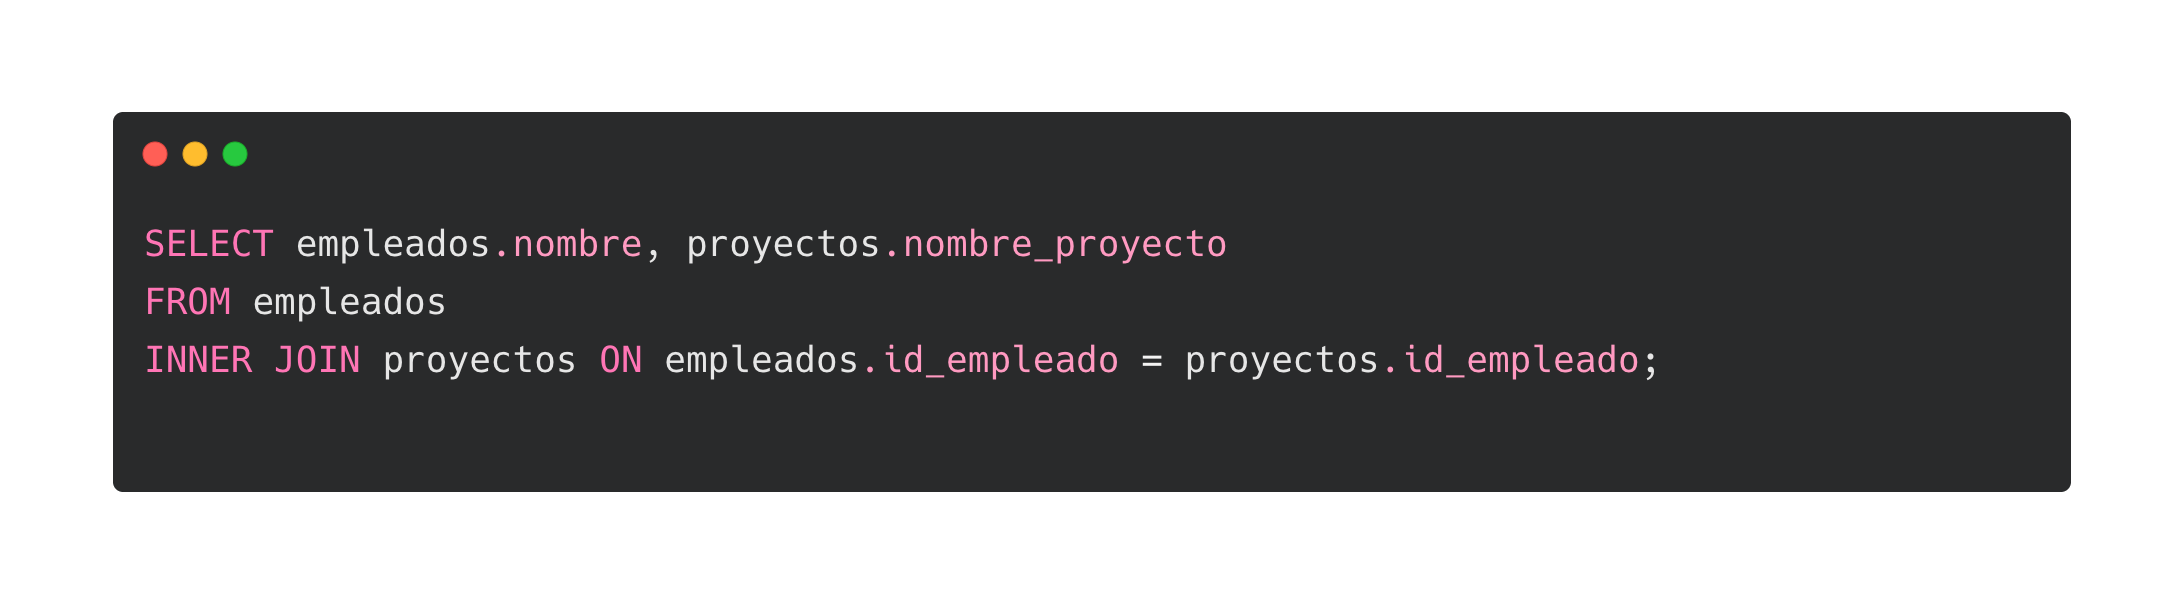 SELECT empleados.nombre, proyectos.nombre_proyecto
FROM empleados
INNER JOIN proyectos ON empleados.id_empleado = proyectos.id_empleado;